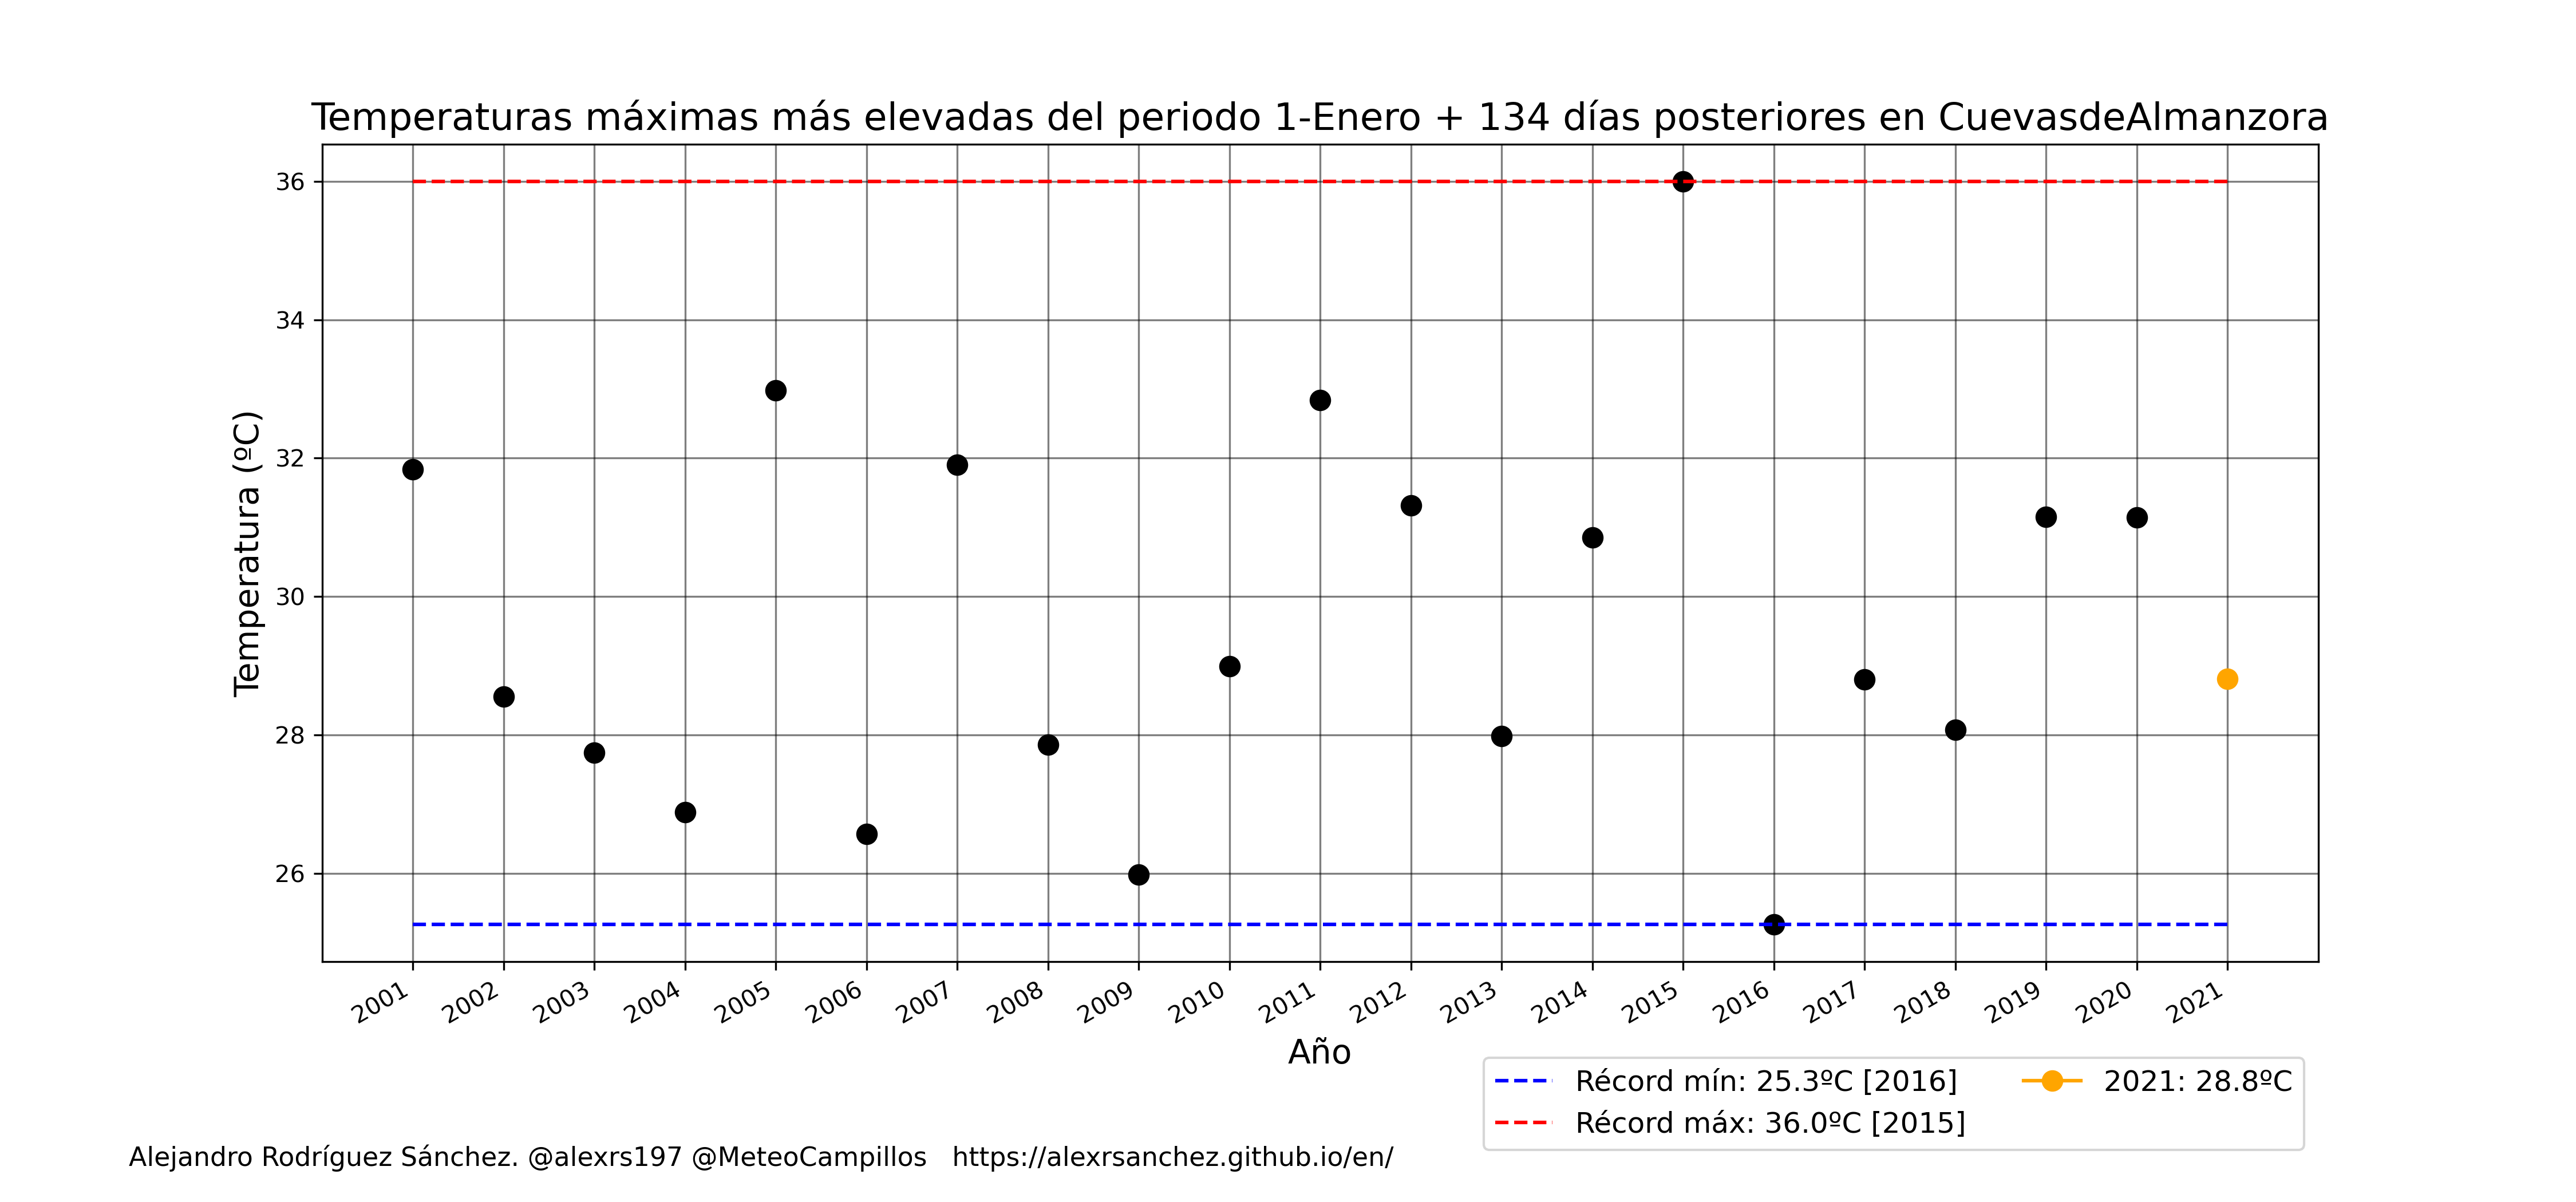 Temperaturas máximas más elevadas del periodo 1-Enero + 134 días posteriores en CuevasdeAlmanzora
Temperatura (ºC)
36
34
32
30
28
26
2001 2002 2003 2004 2005 2006 2007 2008 2009 2010 2011 2012 2013 2014 2015 2016 2017 2018 2019 2020 2021
Año
Récord mín: 25.3ºC [2016]
Récord máx: 36.0ºC [2015]
2021: 28.8ºC
Alejandro Rodríguez Sánchez. @alexrs197 @MeteoCampillos https://alexrsanchez.github.io/en/